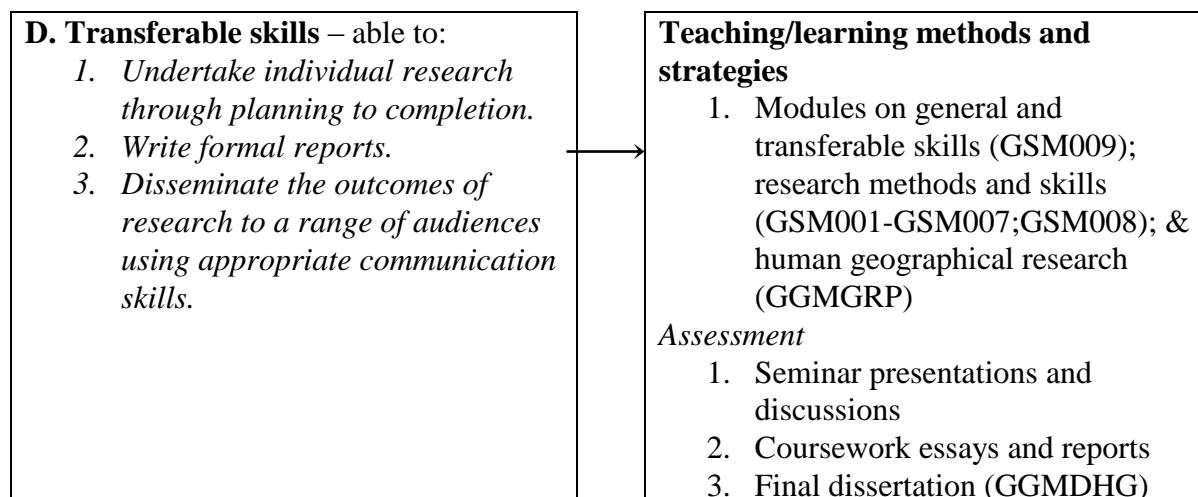 D. Transferable skills – able to:
1. Undertake individual research
through planning to completion.
2. Write formal reports.
3. Disseminate the outcomes of
research to a range of audiences
using appropriate communication
skills.
Teaching/learning methods and
strategies
1. Modules on general and
transferable skills (GSM009);
research methods and skills
(GSM001-GSM007;GSM008); &
human geographical research
(GGMGRP)
Assessment
1. Seminar presentations and
discussions
2. Coursework essays and reports
3. Final dissertation (GGMDHG)